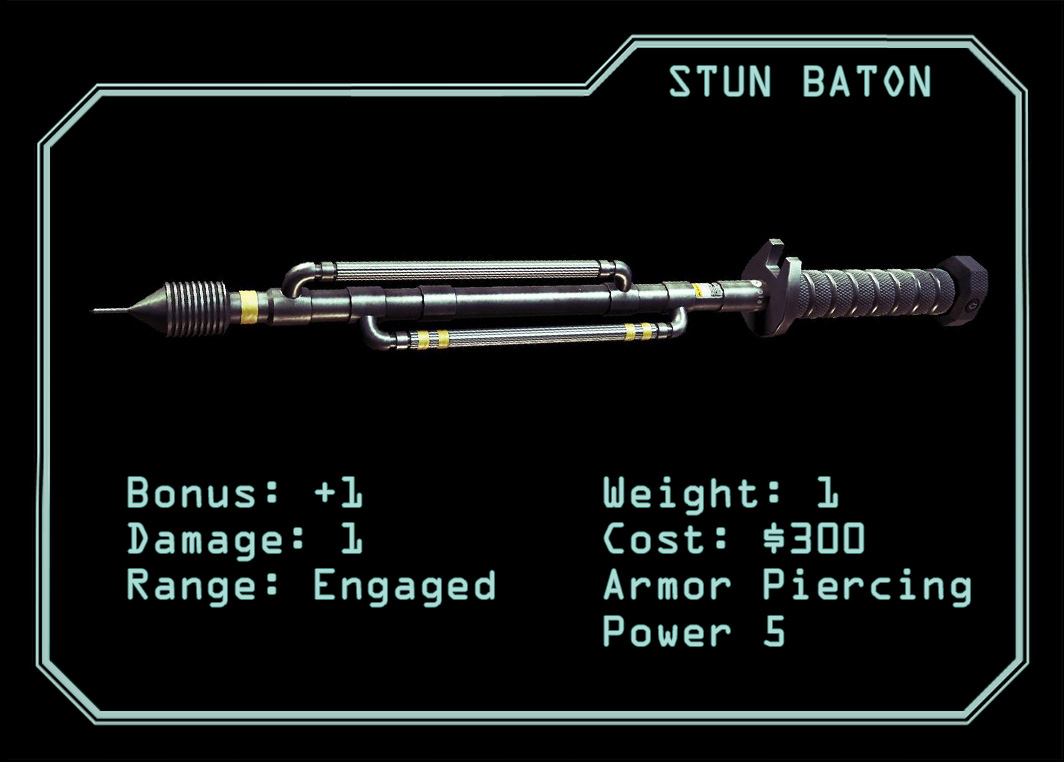 STUN BATON
Bonus: +1
Damage: 1
Range: Engaged
Weight: 1
Cost: $300
Armor Piercing
Power 5